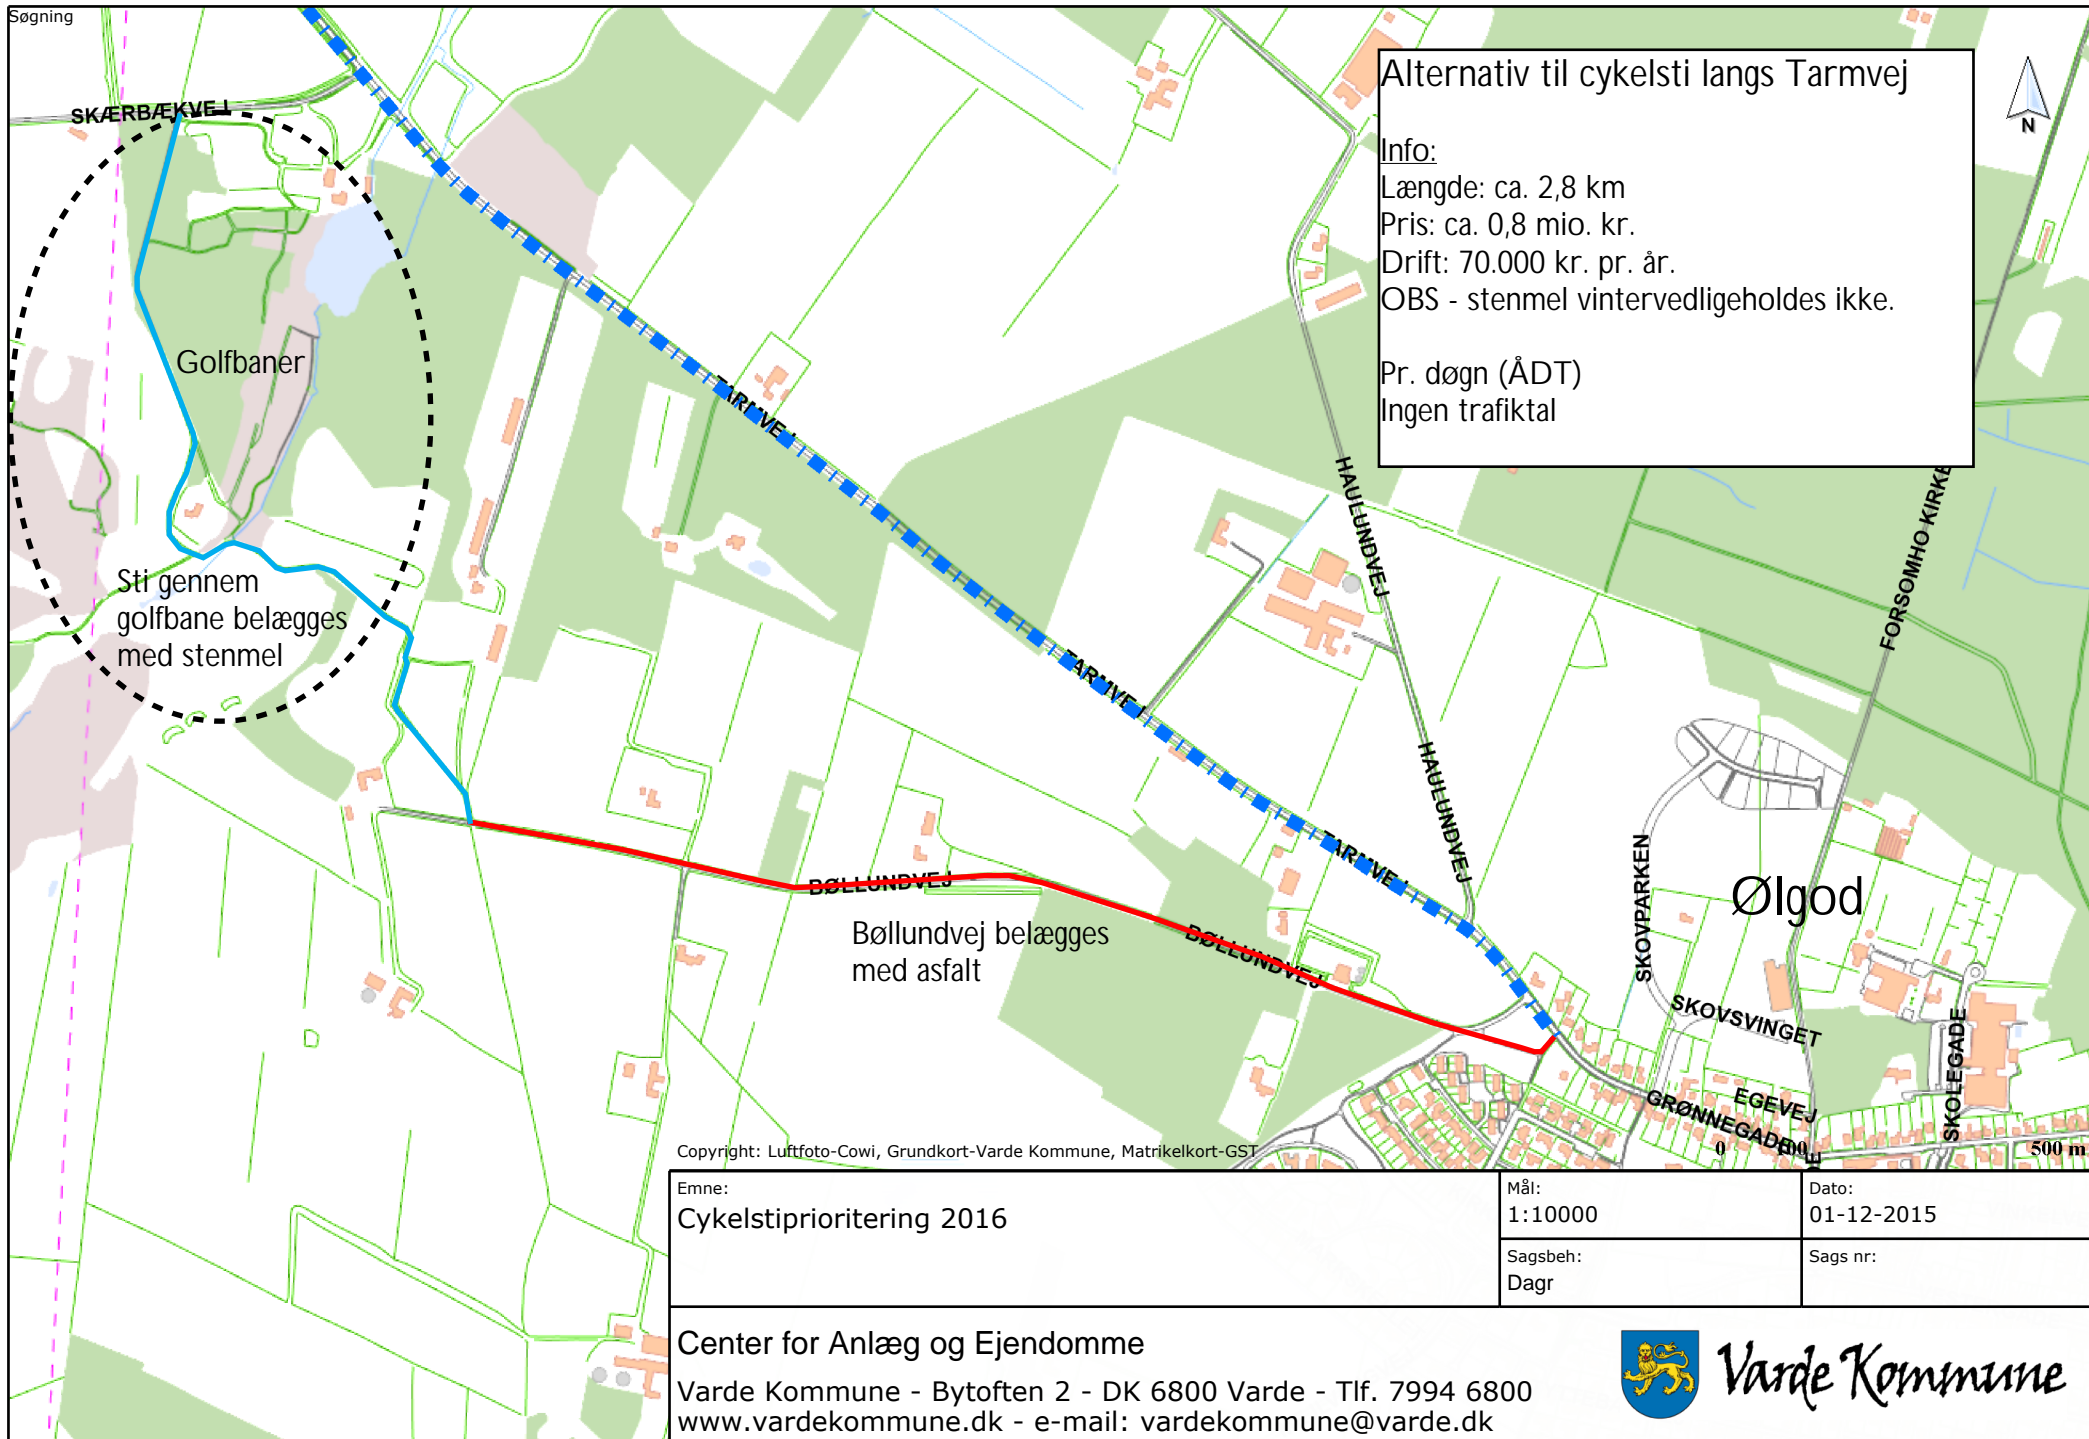 Søgning
Alternativ til cykelsti langs Tarmvej
Info:
Længde: ca. 2,8 km
Pris: ca. 0,8 mio. kr.
Drift: 70.000 kr. pr. år.
OBS - stenmel vintervedligeholdes ikke.
Pr. døgn (ÅDT)
Ingen trafiktal
N
SKÆRBÆKVEJ
Golfbaner
TARMVEJ
HAULUNDVEJ
FORSOMHO KIRKE
Sti gennem
golfbane belægges
med stenmel
TARMVEJ
HAULUNDVEJ
TARMVEJ
SKOVPARKEN
Ølgod
BØLLUNDVEJ
Bøllundvej belægges
med asfalt
BØLLUNDVEJ
SKOVSVINGET
SKOLEGADE
EGEVEJ
GRØNNEGADE
0 100 500 m
Copyright: Luftfoto-Cowi, Grundkort-Varde Kommune, Matrikelkort-GST
Emne:
Cykelstiprioritering 2016
Mål:
1:10000
Dato:
01-12-2015
Sagsbeh:
Dagr
Sags nr:
Center for Anlæg og Ejendomme
Varde Kommune - Bytoften 2 - DK 6800 Varde - Tlf. 7994 6800
www.vardekommune.dk - e-mail: vardekommune@varde.dk
Varde Kommune